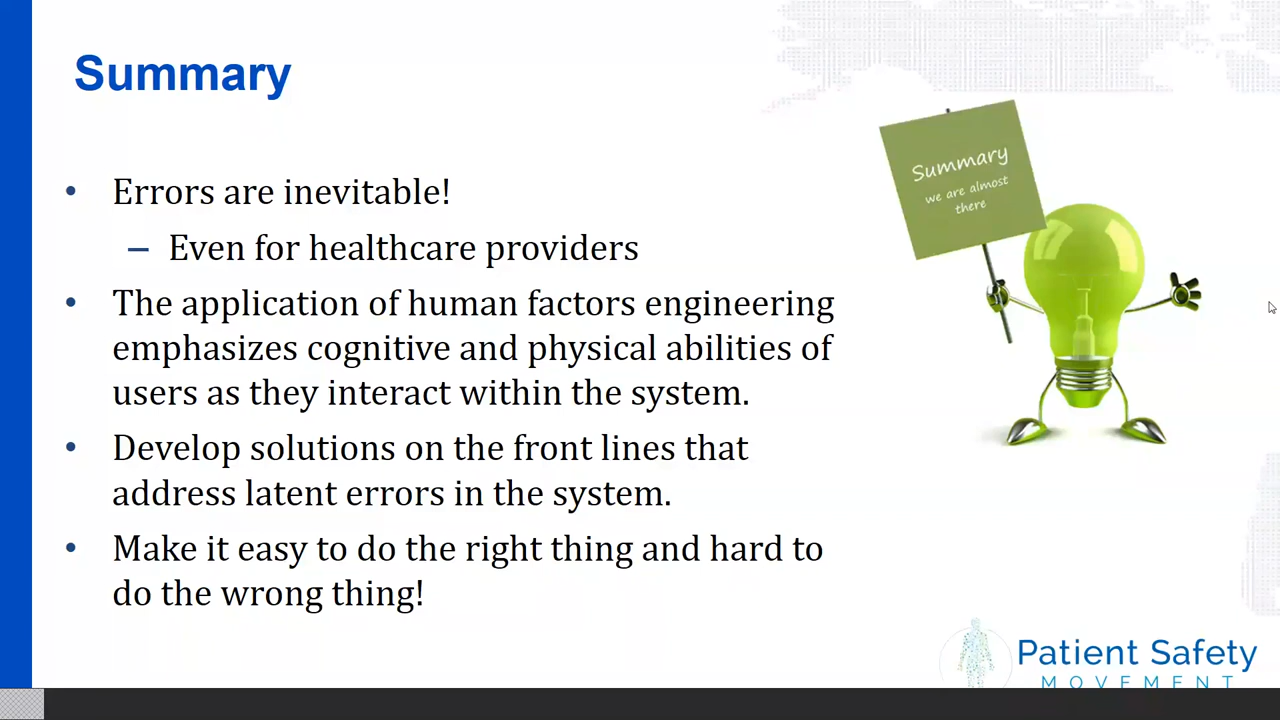 Summary
Summary
we are almost
there
• Errors are inevitable!
– Even for healthcare providers
• The application of human factors engineering
emphasizes cognitive and physical abilities of
users as they interact within the system.
• Develop solutions on the front lines that
address latent errors in the system.
• Make it easy to do the right thing and hard to
do the wrong thing!
Patient Safety
MOVEMENT